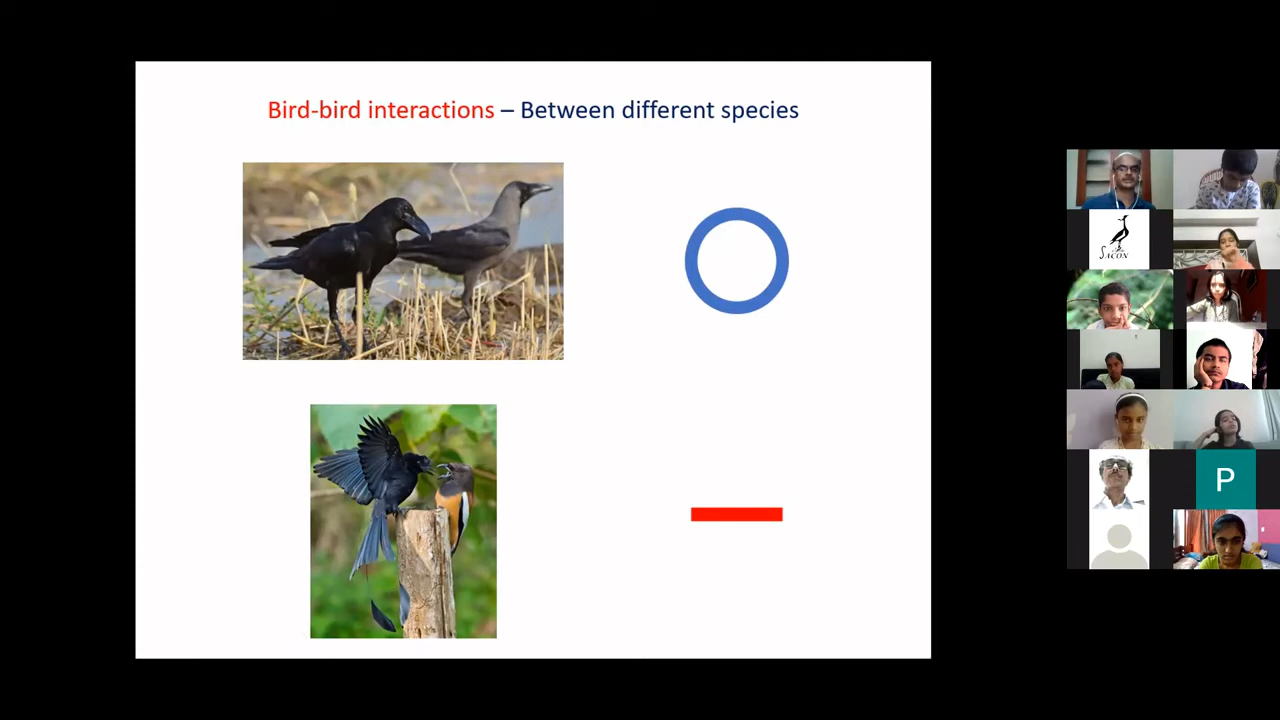 Bird-bird interactions – Between different species
SACON
P